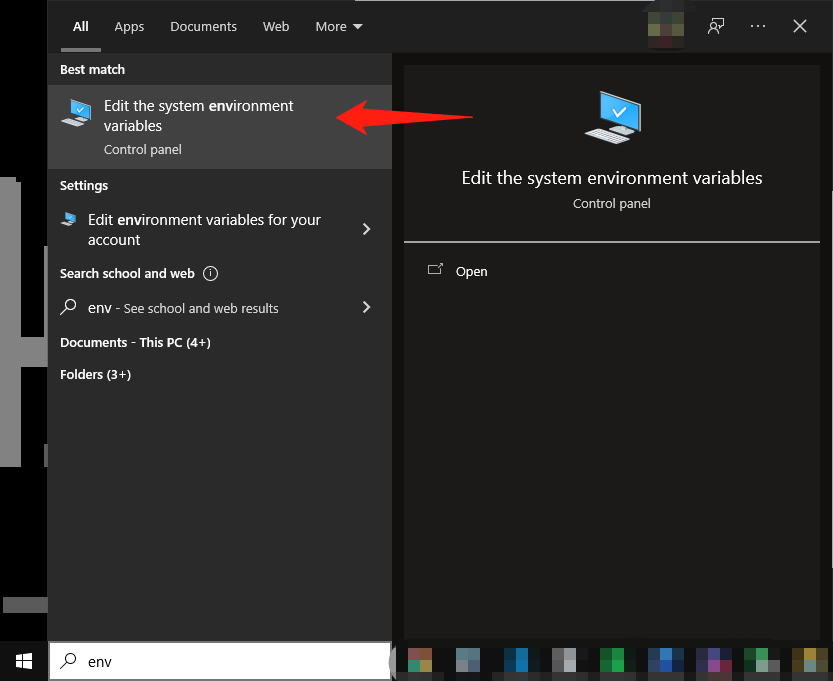 All Apps Documents Web More
Best match
Edit the system environment
variables
Control panel
Settings
Edit environment variables for your
account
Search school and web
env - See school and web results
Documents - This PC (4+)
Folders (3+)
Edit the system environment variables
Control panel
Open
env